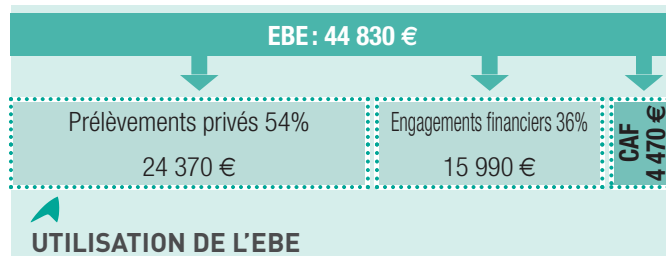 EBE : 44 830 €
Prélèvements privés 54%
24 370 €
Engagements financiers 36%
15 990 €
CAF
4 470 €
UTILISATION DE L'EBE